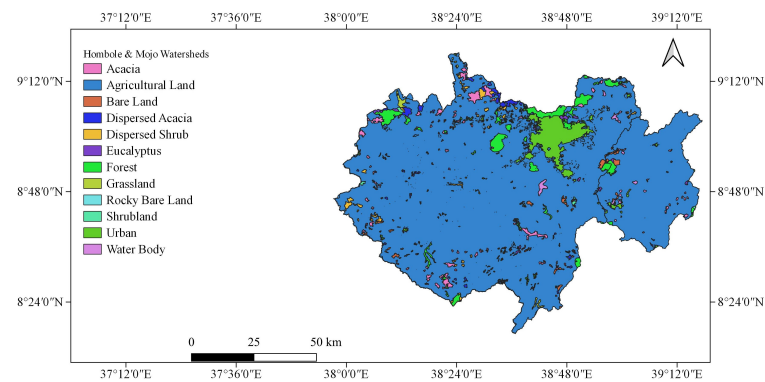 37°12'0"E 37°36'0"E 38°0'0"E 38°24'0"E 38°48'0"E 39°12'0"E
Hombole & Mojo Watersheds
Acacia
Agricultural Land
Bare Land
Dispersed Acacia
Dispersed Shrub
Eucalyptus
Forest
Grassland
Rocky Bare Land
Shrubland
Urban
Water Body
9°12'0"N 9°12'0"N
8°48'0"N 8°48'0"N
8°24'0"N 8°24'0"N
0 25 50 km
37°12'0"E 37°36'0"E 38°0'0"E 38°24'0"E 38°48'0"E 39°12'0"E